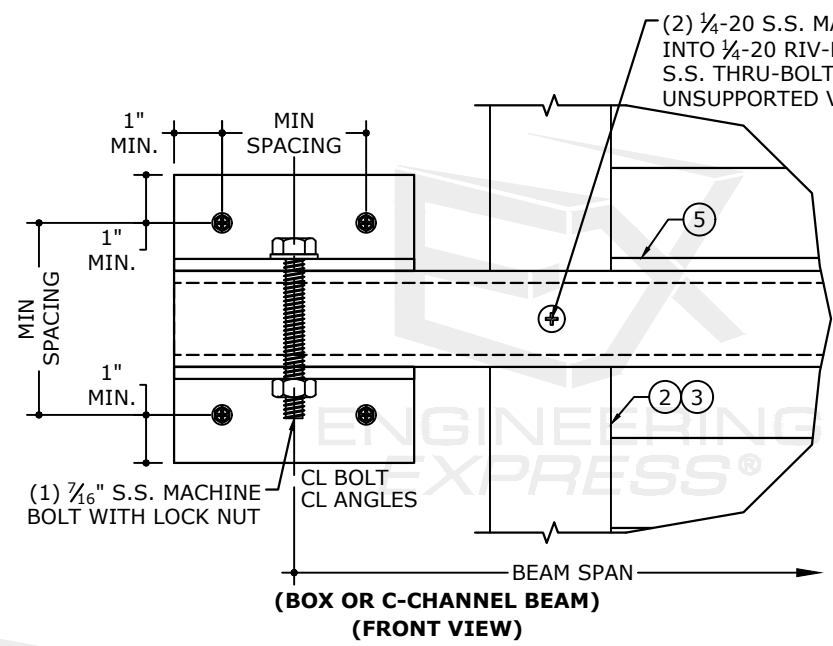 (2) ¼-20 S.S.
INTO ¼-20
S.S. THRU-BOLT
UNSUPPORTED
1"
MIN.
MIN
SPACING
1"
MIN.
MIN
SPACING
1"
MIN.
5
2 3
ENGINEERING
EXPRESS®
(1) 7⁄16" S.S. MACHINE
BOLT WITH LOCK NUT
CL BOLT
CL ANGLES
BEAM SPAN
(BOX OR C-CHANNEL BEAM)
(FRONT VIEW)